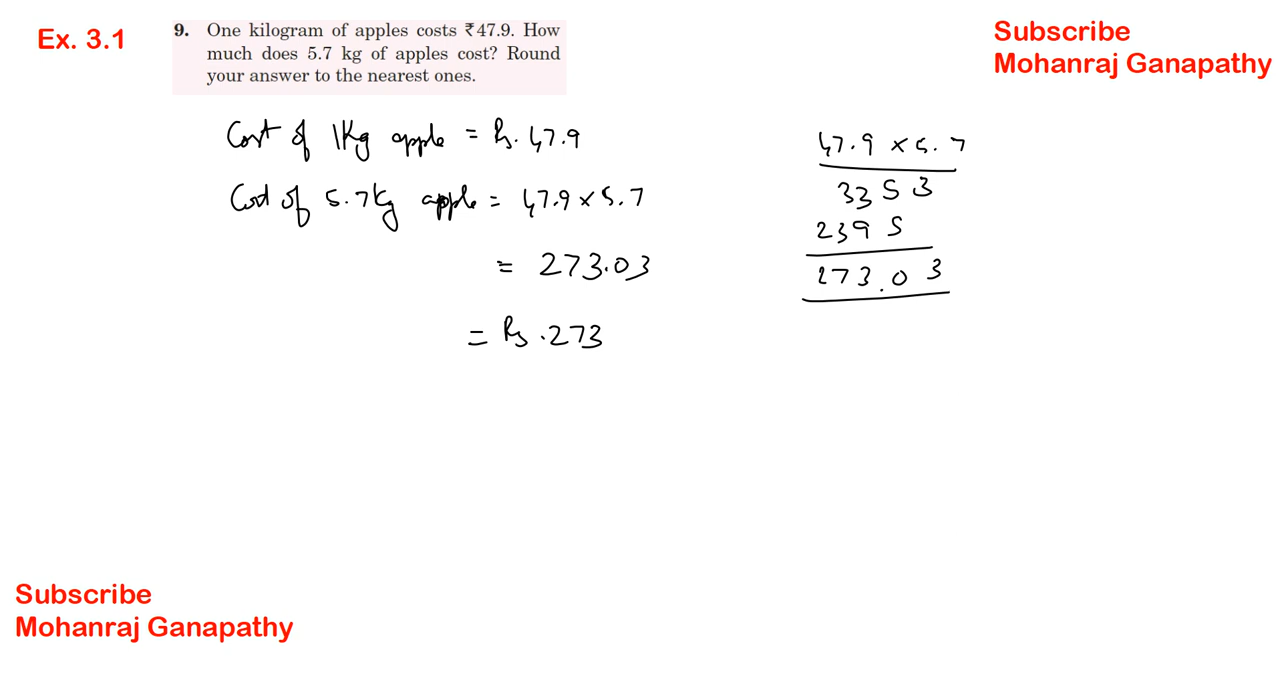 Ex. 3.1
9. One kilogram of apples costs ₹47.9. How
much does 5.7 kg of apples cost? Round
your answer to the nearest ones.
Subscribe
Mohanraj Ganapathy
Cost of 1Kg apple = Rs. 47.9
Cost of 5.7Kg apple = 47.9 × 5.7
= 273.03
= Rs. 273
47.9 × 5.7
3353
2395
273.03
Subscribe
Mohanraj Ganapathy